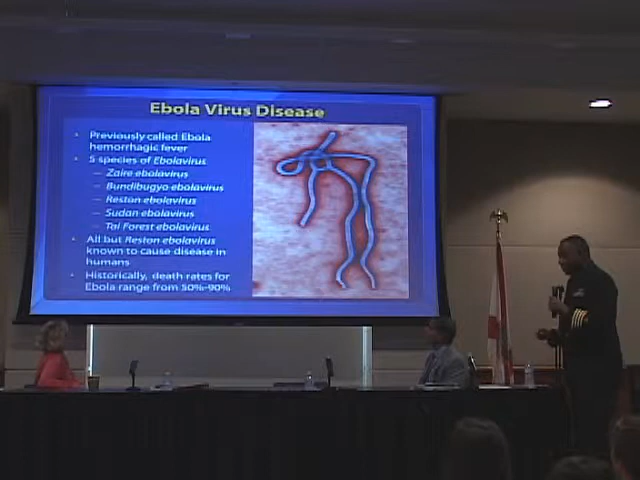 Ebola Virus Disease
• Previously called Ebola
hemorrhagic fever
• 5 species of Ebolavirus
– Zaire ebolavirus
– Bundibugyo ebolavirus
– Reston ebolavirus
– Sudan ebolavirus
– Tai Forest ebolavirus
• All but Reston ebolavirus
known to cause disease in
humans
• Historically, death rates for
Ebola range from 50%-90%